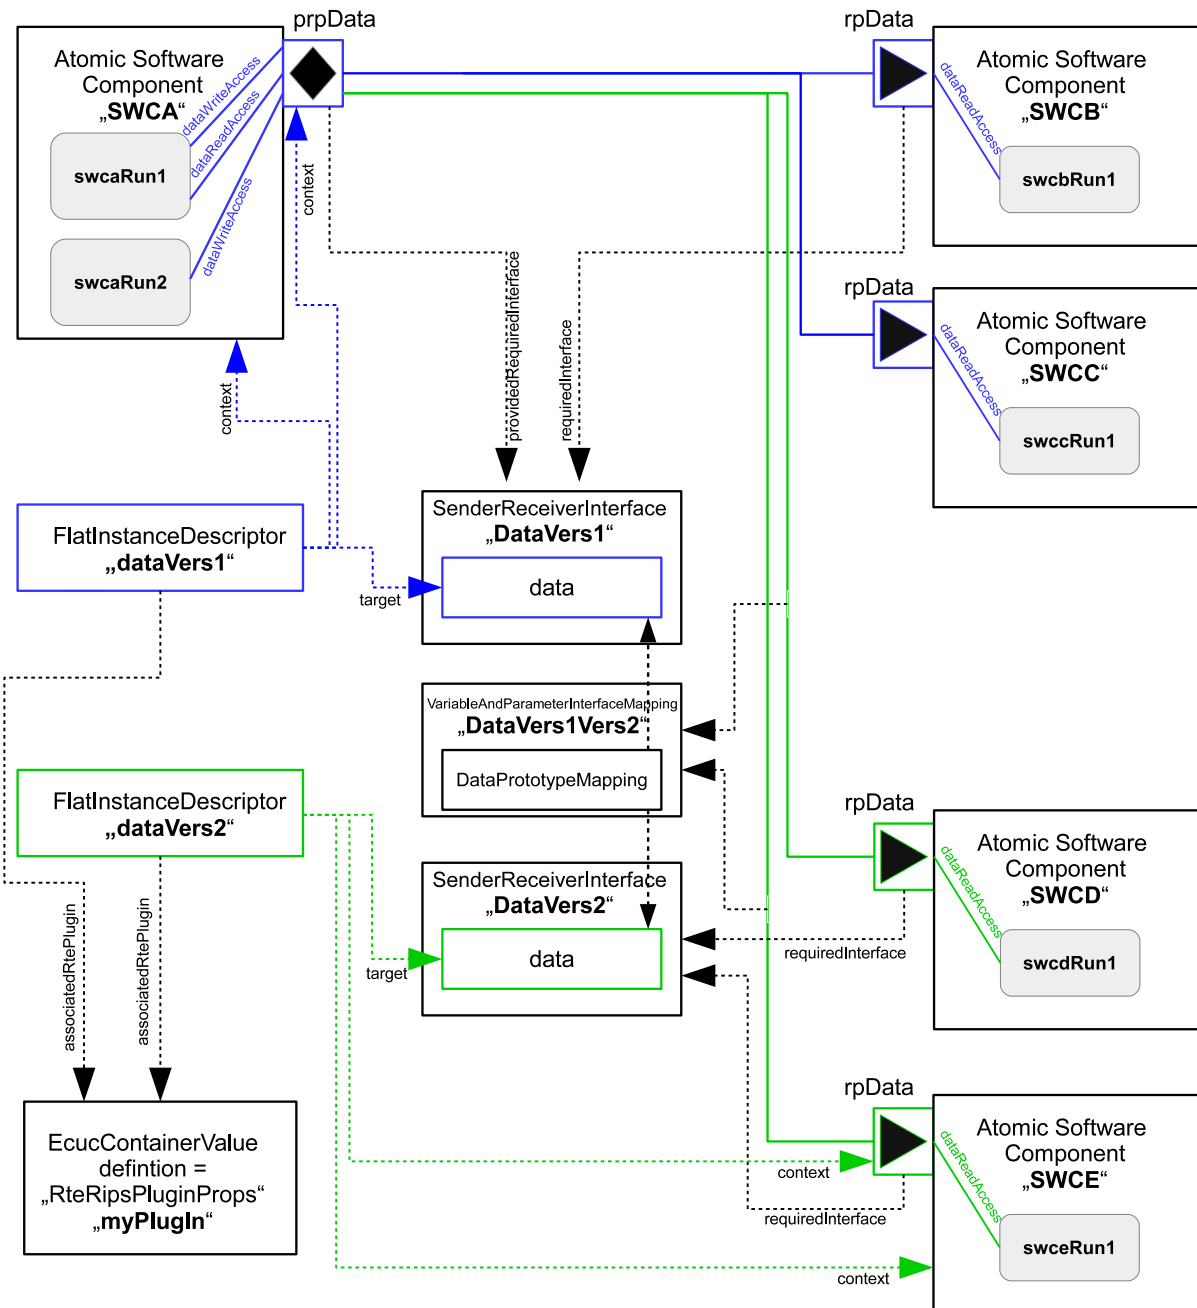 prpData
rpData
Atomic Software
Component
„SWCA“
dataWriteAccess
dataReadAccess
dataWriteAccess
swcaRun1
swcaRun2
context
context
providedRequiredInterface
requiredInterface
Atomic Software
Component
„SWCB“
dataReadAccess
swcbRun1
rpData
Atomic Software
Component
„SWCC“
dataReadAccess
swccRun1
FlatInstanceDescriptor
„dataVers1“
target
SenderReceiverInterface
„DataVers1“
data
VariableAndParameterInterfaceMapping
„DataVers1Vers2“
DataPrototypeMapping
FlatInstanceDescriptor
„dataVers2“
target
SenderReceiverInterface
„DataVers2“
data
rpData
Atomic Software
Component
„SWCD“
dataReadAccess
swcdRun1
requiredInterface
associatedRtePlugin
associatedRtePlugin
EcucContainerValue
defintion =
„RteRipsPluginProps“
„myPlugIn“
rpData
Atomic Software
Component
„SWCE“
dataReadAccess
swceRun1
context
requiredInterface
context